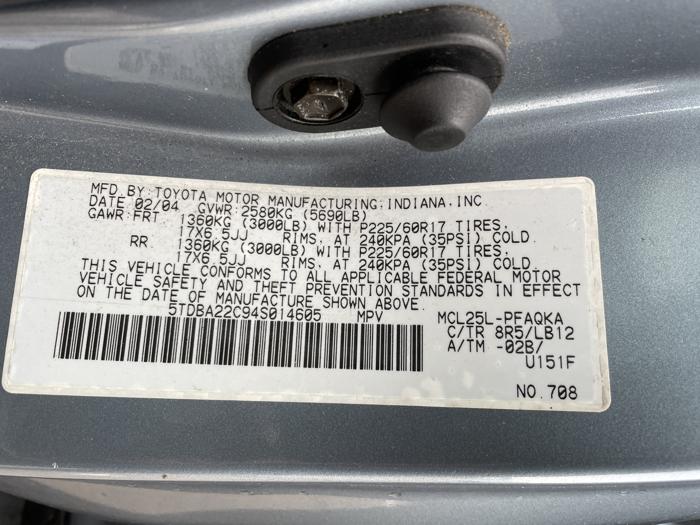 MFD.BY:TOYOTA MOTOR MANUFACTURING:INDIANA,INC.
DATE 02/04 GVWR:2580KG (5690LB)
GAWR:FRT 1360KG (3000LB) WITH P225/60R17 TIRES,
17X6.5JJ RIMS, AT 240KPA (35PSI) COLD.
RR 1360KG (3000LB) WITH P225/60R17 TIRES,
17X6.5JJ RIMS, AT 240KPA (35PSI) COLD.
THIS VEHICLE CONFORMS TO ALL APPLICABLE FEDERAL MOTOR
VEHICLE SAFETY AND THEFT PREVENTION STANDARDS IN EFFECT
ON THE DATE OF MANUFACTURE SHOWN ABOVE.
5TDBA22C94S014605 MPV MCL25L-PFAQKA
C/TR 8R5/LB12
A/TM -02B/
U151F
NO.708